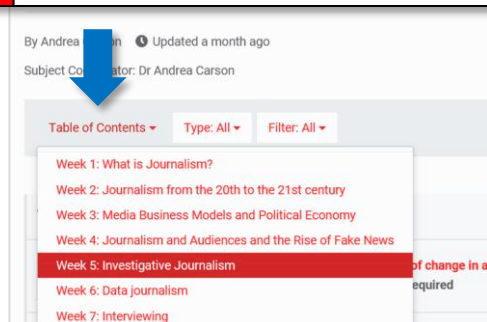 By Andrea Updated a month ago
Subject Dr Andrea Carson
Table of Contents Type: All Filter: All
Week 1: What is Journalism?
Week 2: Journalism from the 20th to the 21st century
Week 3: Media Business Models and Political Economy
Week 4: Journalism and Audiences and the Rise of Fake News
Week 5: Investigative Journalism
of change in a
equired
Week 6: Data journalism
Week 7: Interviewing